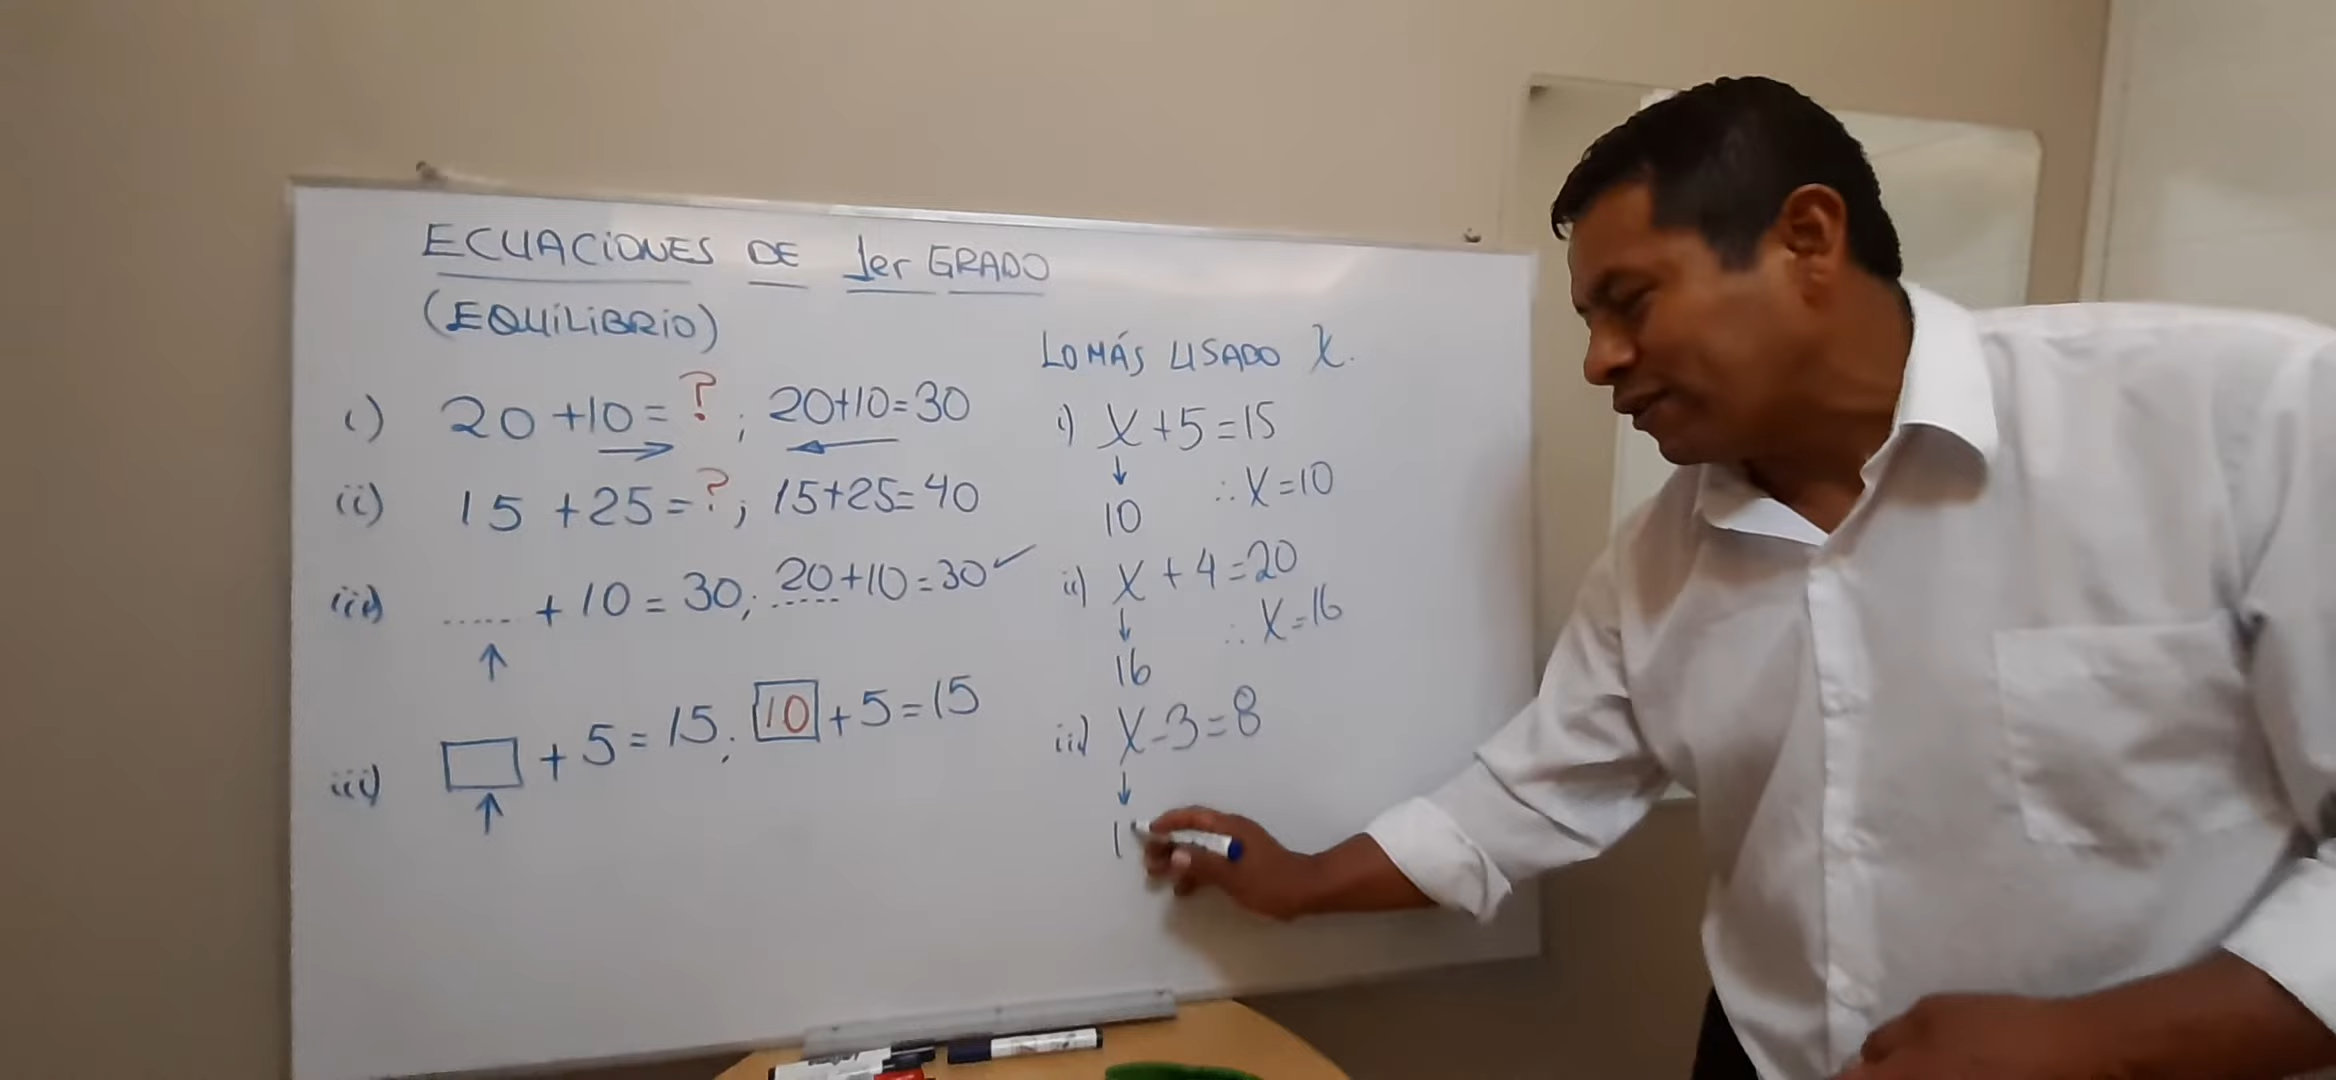 ECUACIONES DE 1er GRADO
(EQUILIBRIO)
i) 20 +10 = ? ; 20+10=30
ii) 15 +25 = ? ; 15+25=40
iii) ..... + 10 = 30; 20+10=30 ✓
↑
iii) □ + 5 = 15; 10 + 5 = 15
↑
LO MÁS USADO X.
i) X + 5 = 15
↓
10 ∴ X = 10
ii) X + 4 = 20
↓ ∴ X = 16
16
iii) X - 3 = 8
↓
1